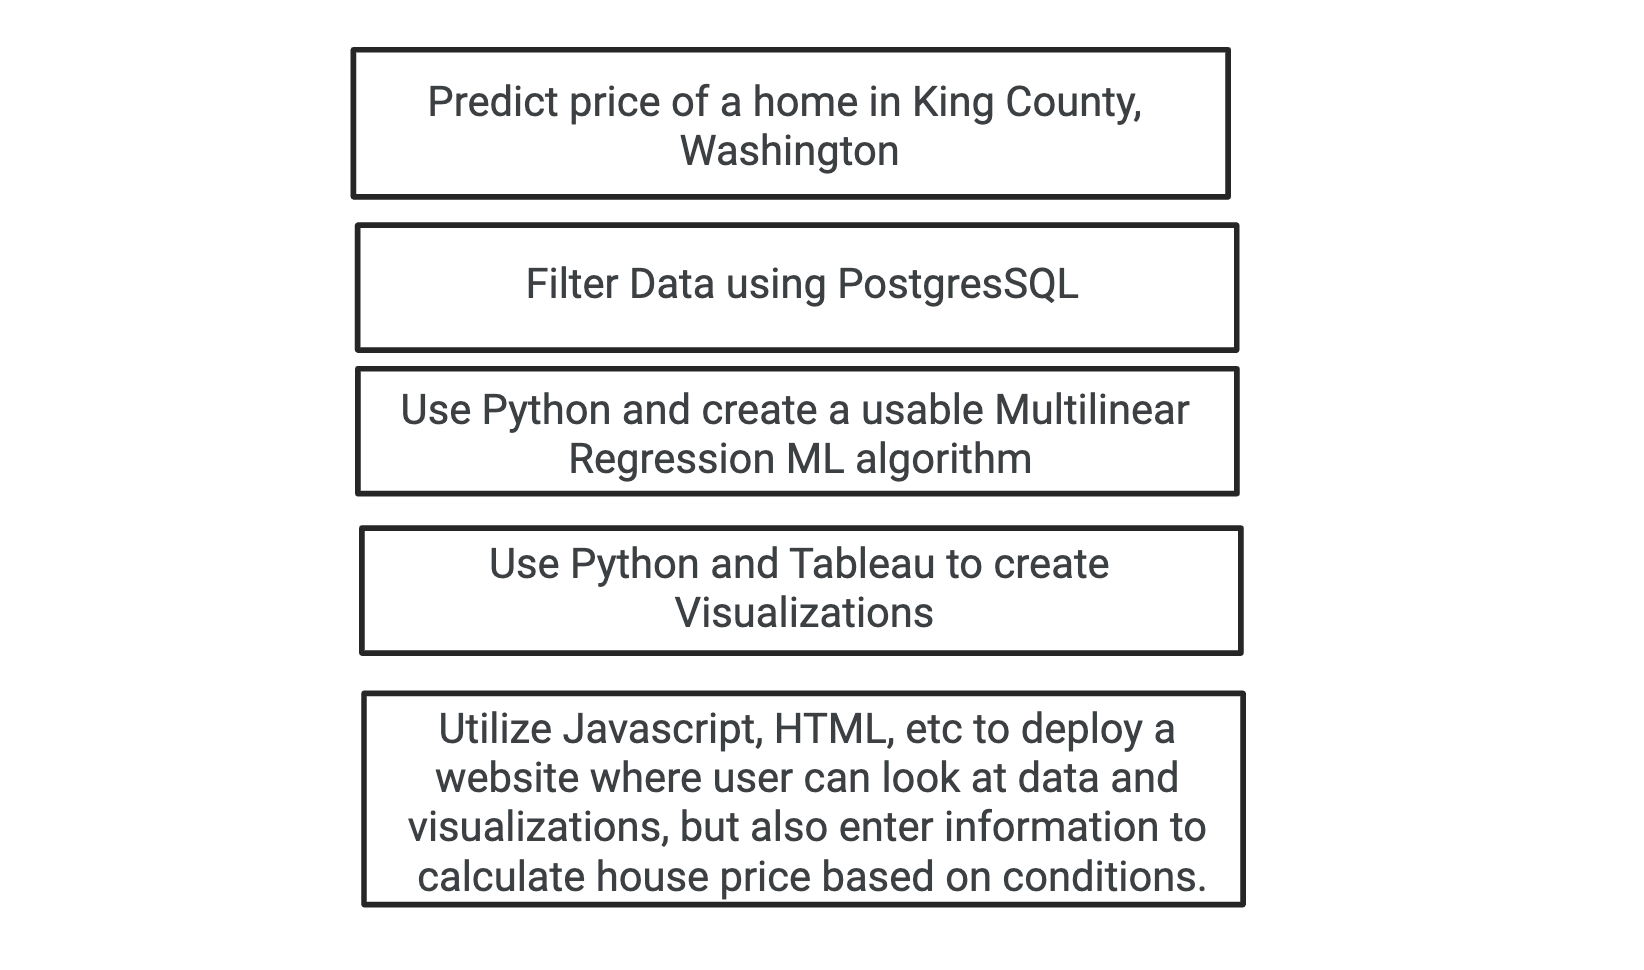 Predict price of a home in King County,
Washington
Filter Data using PostgresSQL
Use Python and create a usable Multilinear
Regression ML algorithm
Use Python and Tableau to create
Visualizations
Utilize Javascript, HTML, etc to deploy a
website where user can look at data and
visualizations, but also enter information to
calculate house price based on conditions.